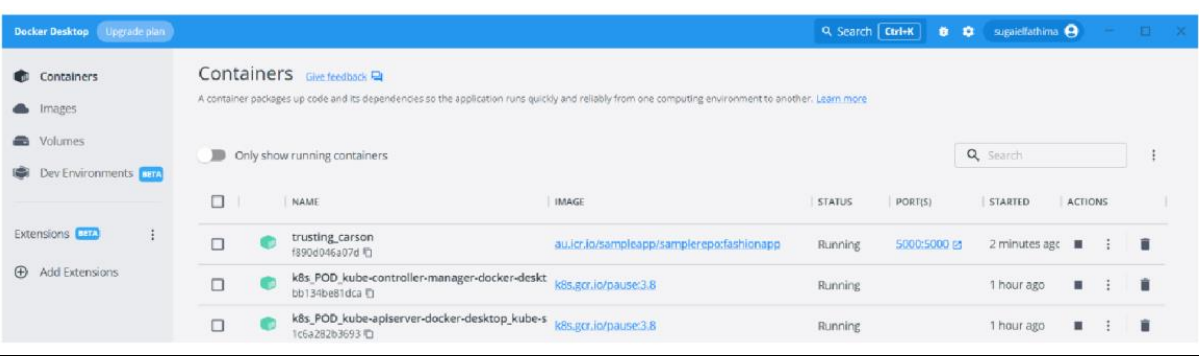 Docker Desktop Upgrade plan Search Ctrl+K sugaielfathima
Containers
Images
Volumes
Dev Environments BETA
Extensions BETA
Add Extensions
Containers Give feedback
A container packages up code and its dependencies so the application runs quickly and reliably from one computing environment to another. Learn more
Only show running containers Search
NAME IMAGE STATUS PORT(S) STARTED ACTIONS
trusting_carson au.icr.io/sampleapp/samplerepo:fashionapp Running 5000:5000 2 minutes agc
f890d046a07d
k8s_POD_kube-controller-manager-docker-deskt k8s.gcr.io/pause:3.8 Running 1 hour ago
bb134be81dca
k8s_POD_kube-apiserver-docker-desktop_kube-s k8s.gcr.io/pause:3.8 Running 1 hour ago
1c6a282b3693